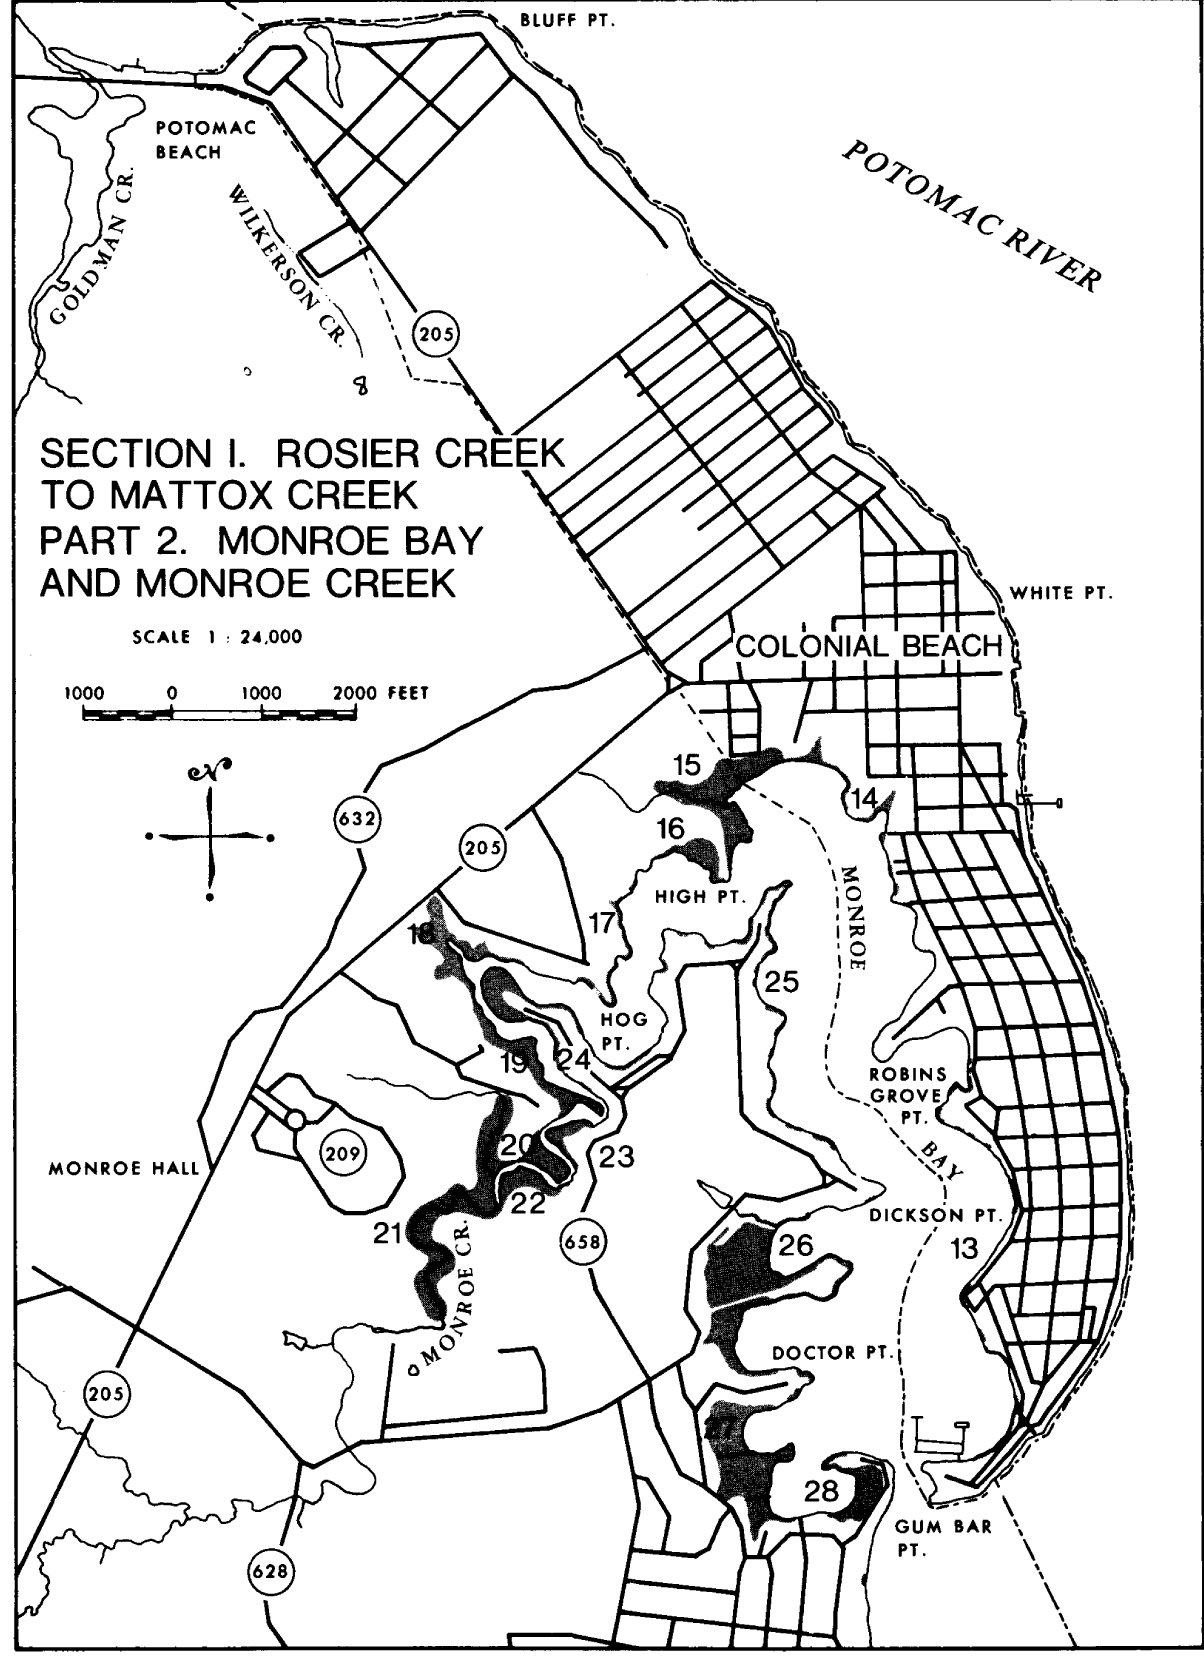 BLUFF PT.
POTOMAC
BEACH
GOLDMAN CR.
WILKERSON CR.
POTOMAC RIVER
205
8
SECTION I. ROSIER CREEK
TO MATTOX CREEK
PART 2. MONROE BAY
AND MONROE CREEK
SCALE 1 : 24,000
1000 0 1000 2000 FEET
N
WHITE PT.
COLONIAL BEACH
15
14
632
205
16
HIGH PT.
MONROE
17
18
25
HOG
PT.
19
24
ROBINS
GROVE
PT.
20
23
209
MONROE HALL
BAY
22
21
DICKSON PT.
13
658
26
MONROE CR.
DOCTOR PT.
205
27
28
GUM BAR
PT.
628